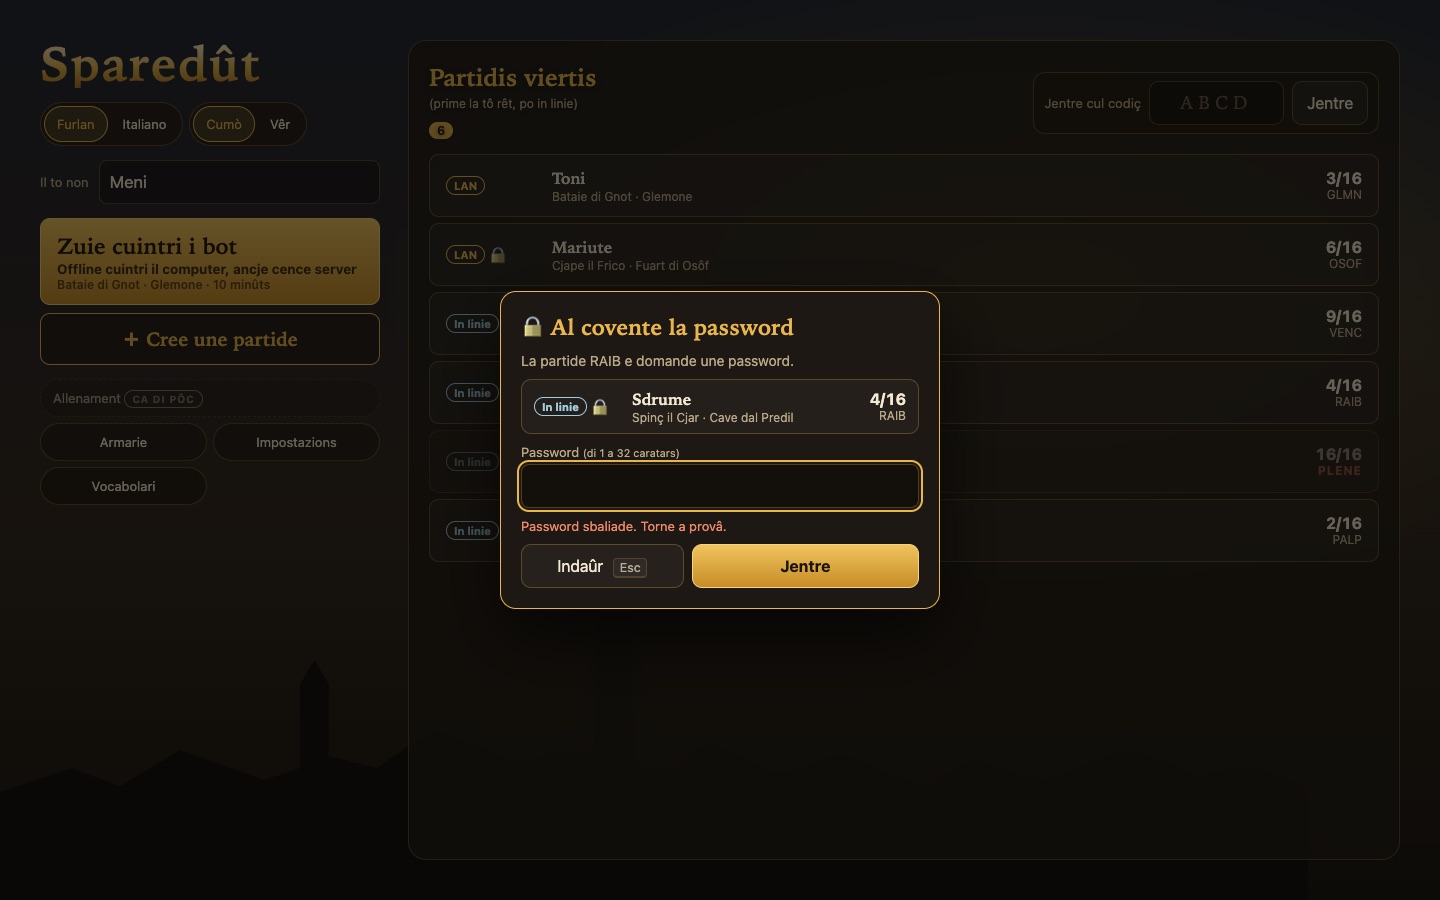 Sparedût
Furlan
Italiano
Cumò
Vêr
Il to non
Meni
Zuie cuintri i bot
Offline cuintri il computer, ancje cence server
Bataie di Gnot · Glemone · 10 minûts
+ Cree une partide
Allenament CA DI PÔC
Armarie
Impostazions
Vocabolari
Partidis viertis
(prime la tô rêt, po in linie)
6
Jentre cul codiç
ABCD
Jentre
LAN
Toni
Bataie di Gnot · Glemone
3/16
GLMN
LAN
Mariute
Cjape il Frico · Fuart di Osôf
6/16
OSOF
In linie
9/16
VENC
In linie
4/16
RAIB
In linie
16/16
PLENE
In linie
2/16
PALP
Al covente la password
La partide RAIB e domande une password.
In linie
Sdrume
Spinç il Cjar · Cave dal Predil
4/16
RAIB
Password (di 1 a 32 caratars)
Password sbaliade. Torne a provâ.
Indaûr Esc
Jentre